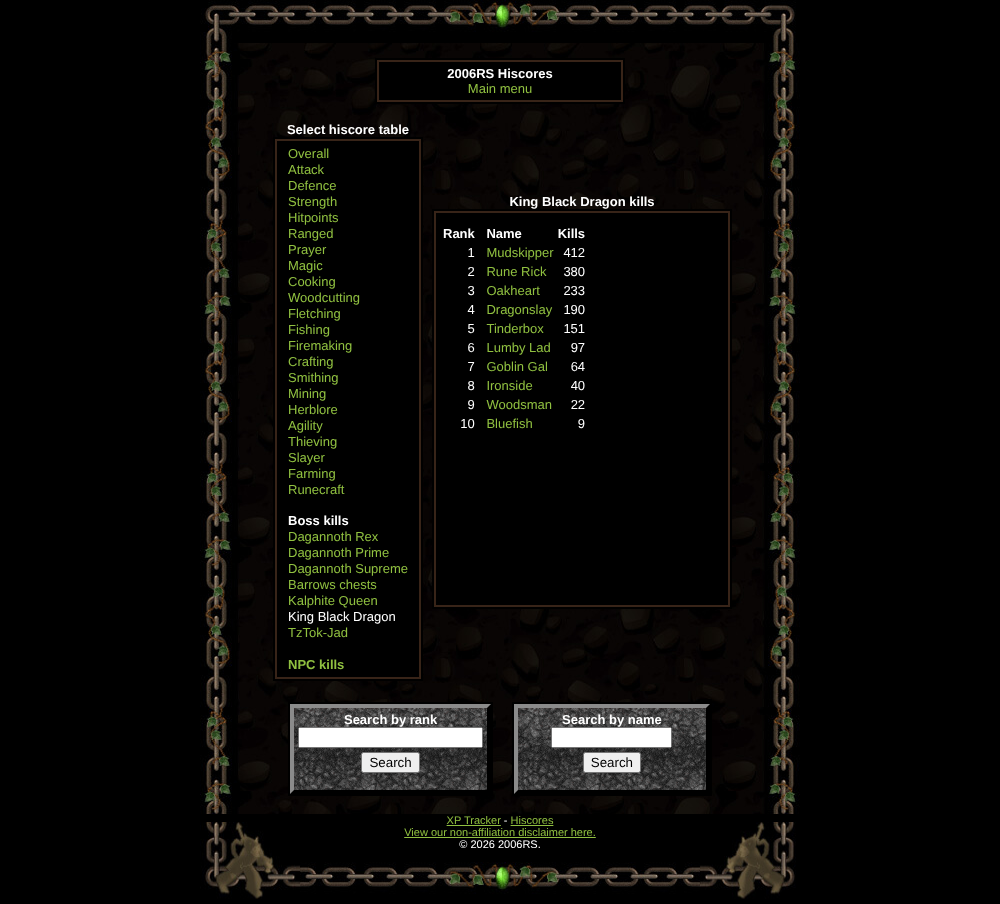 2006RS Hiscores
Main menu
Select hiscore table
Overall
Attack
Defence
Strength
Hitpoints
Ranged
Prayer
Magic
Cooking
Woodcutting
Fletching
Fishing
Firemaking
Crafting
Smithing
Mining
Herblore
Agility
Thieving
Slayer
Farming
Runecraft
Boss kills
Dagannoth Rex
Dagannoth Prime
Dagannoth Supreme
Barrows chests
Kalphite Queen
King Black Dragon
TzTok-Jad
NPC kills
King Black Dragon kills
Rank Name Kills
1 Mudskipper 412
2 Rune Rick 380
3 Oakheart 233
4 Dragonslay 190
5 Tinderbox 151
6 Lumby Lad 97
7 Goblin Gal 64
8 Ironside 40
9 Woodsman 22
10 Bluefish 9
Search by rank
Search
Search by name
Search
XP Tracker - Hiscores
View our non-affiliation disclaimer here.
© 2026 2006RS.